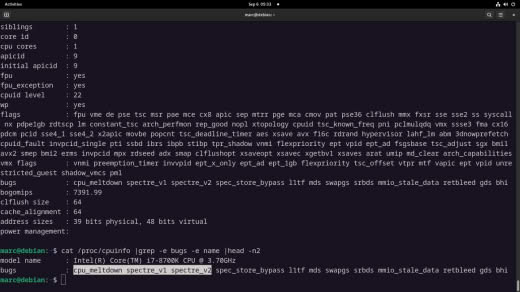 Activities
Sep 6 05:33
marc@debian: ~
siblings : 1
core id : 0
cpu cores : 1
apicid : 9
initial apicid : 9
fpu : yes
fpu_exception : yes
cpuid level : 22
wp : yes
flags : fpu vme de pse tsc msr pae mce cx8 apic sep mtrr pge mca cmov pat pse36 clflush mmx fxsr sse sse2 ss syscall
nx pdpe1gb rdtscp lm constant_tsc arch_perfmon rep_good nopl xtopology cpuid tsc_known_freq pni pclmulqdq vmx ssse3 fma cx16
pdcm pcid sse4_1 sse4_2 x2apic movbe popcnt tsc_deadline_timer aes xsave avx f16c rdrand hypervisor lahf_lm abm 3dnowprefetch
cpuid_fault invpcid_single pti ssbd ibrs ibpb stibp tpr_shadow vnmi flexpriority ept vpid ept_ad fsgsbase tsc_adjust sgx bmi1
avx2 smep bmi2 erms invpcid mpx rdseed adx smap clflushopt xsaveopt xsavec xgetbv1 xsaves arat umip md_clear arch_capabilities
vmx flags : vnmi preemption_timer invvpid ept_x_only ept_ad ept_1gb flexpriority tsc_offset vtpr mtf vapic ept vpid unre
stricted_guest shadow_vmcs pml
bugs : cpu_meltdown spectre_v1 spectre_v2 spec_store_bypass l1tf mds swapgs srbds mmio_stale_data retbleed gds bhi
bogomips : 7391.99
clflush size : 64
cache_alignment : 64
address sizes : 39 bits physical, 48 bits virtual
power management:
marc@debian:~$ cat /proc/cpuinfo |grep -e bugs -e name |head -n2
model name : Intel(R) Core(TM) i7-8700K CPU @ 3.70GHz
bugs : cpu_meltdown spectre_v1 spectre_v2 spec_store_bypass l1tf mds swapgs srbds mmio_stale_data retbleed gds bhi
marc@debian:~$